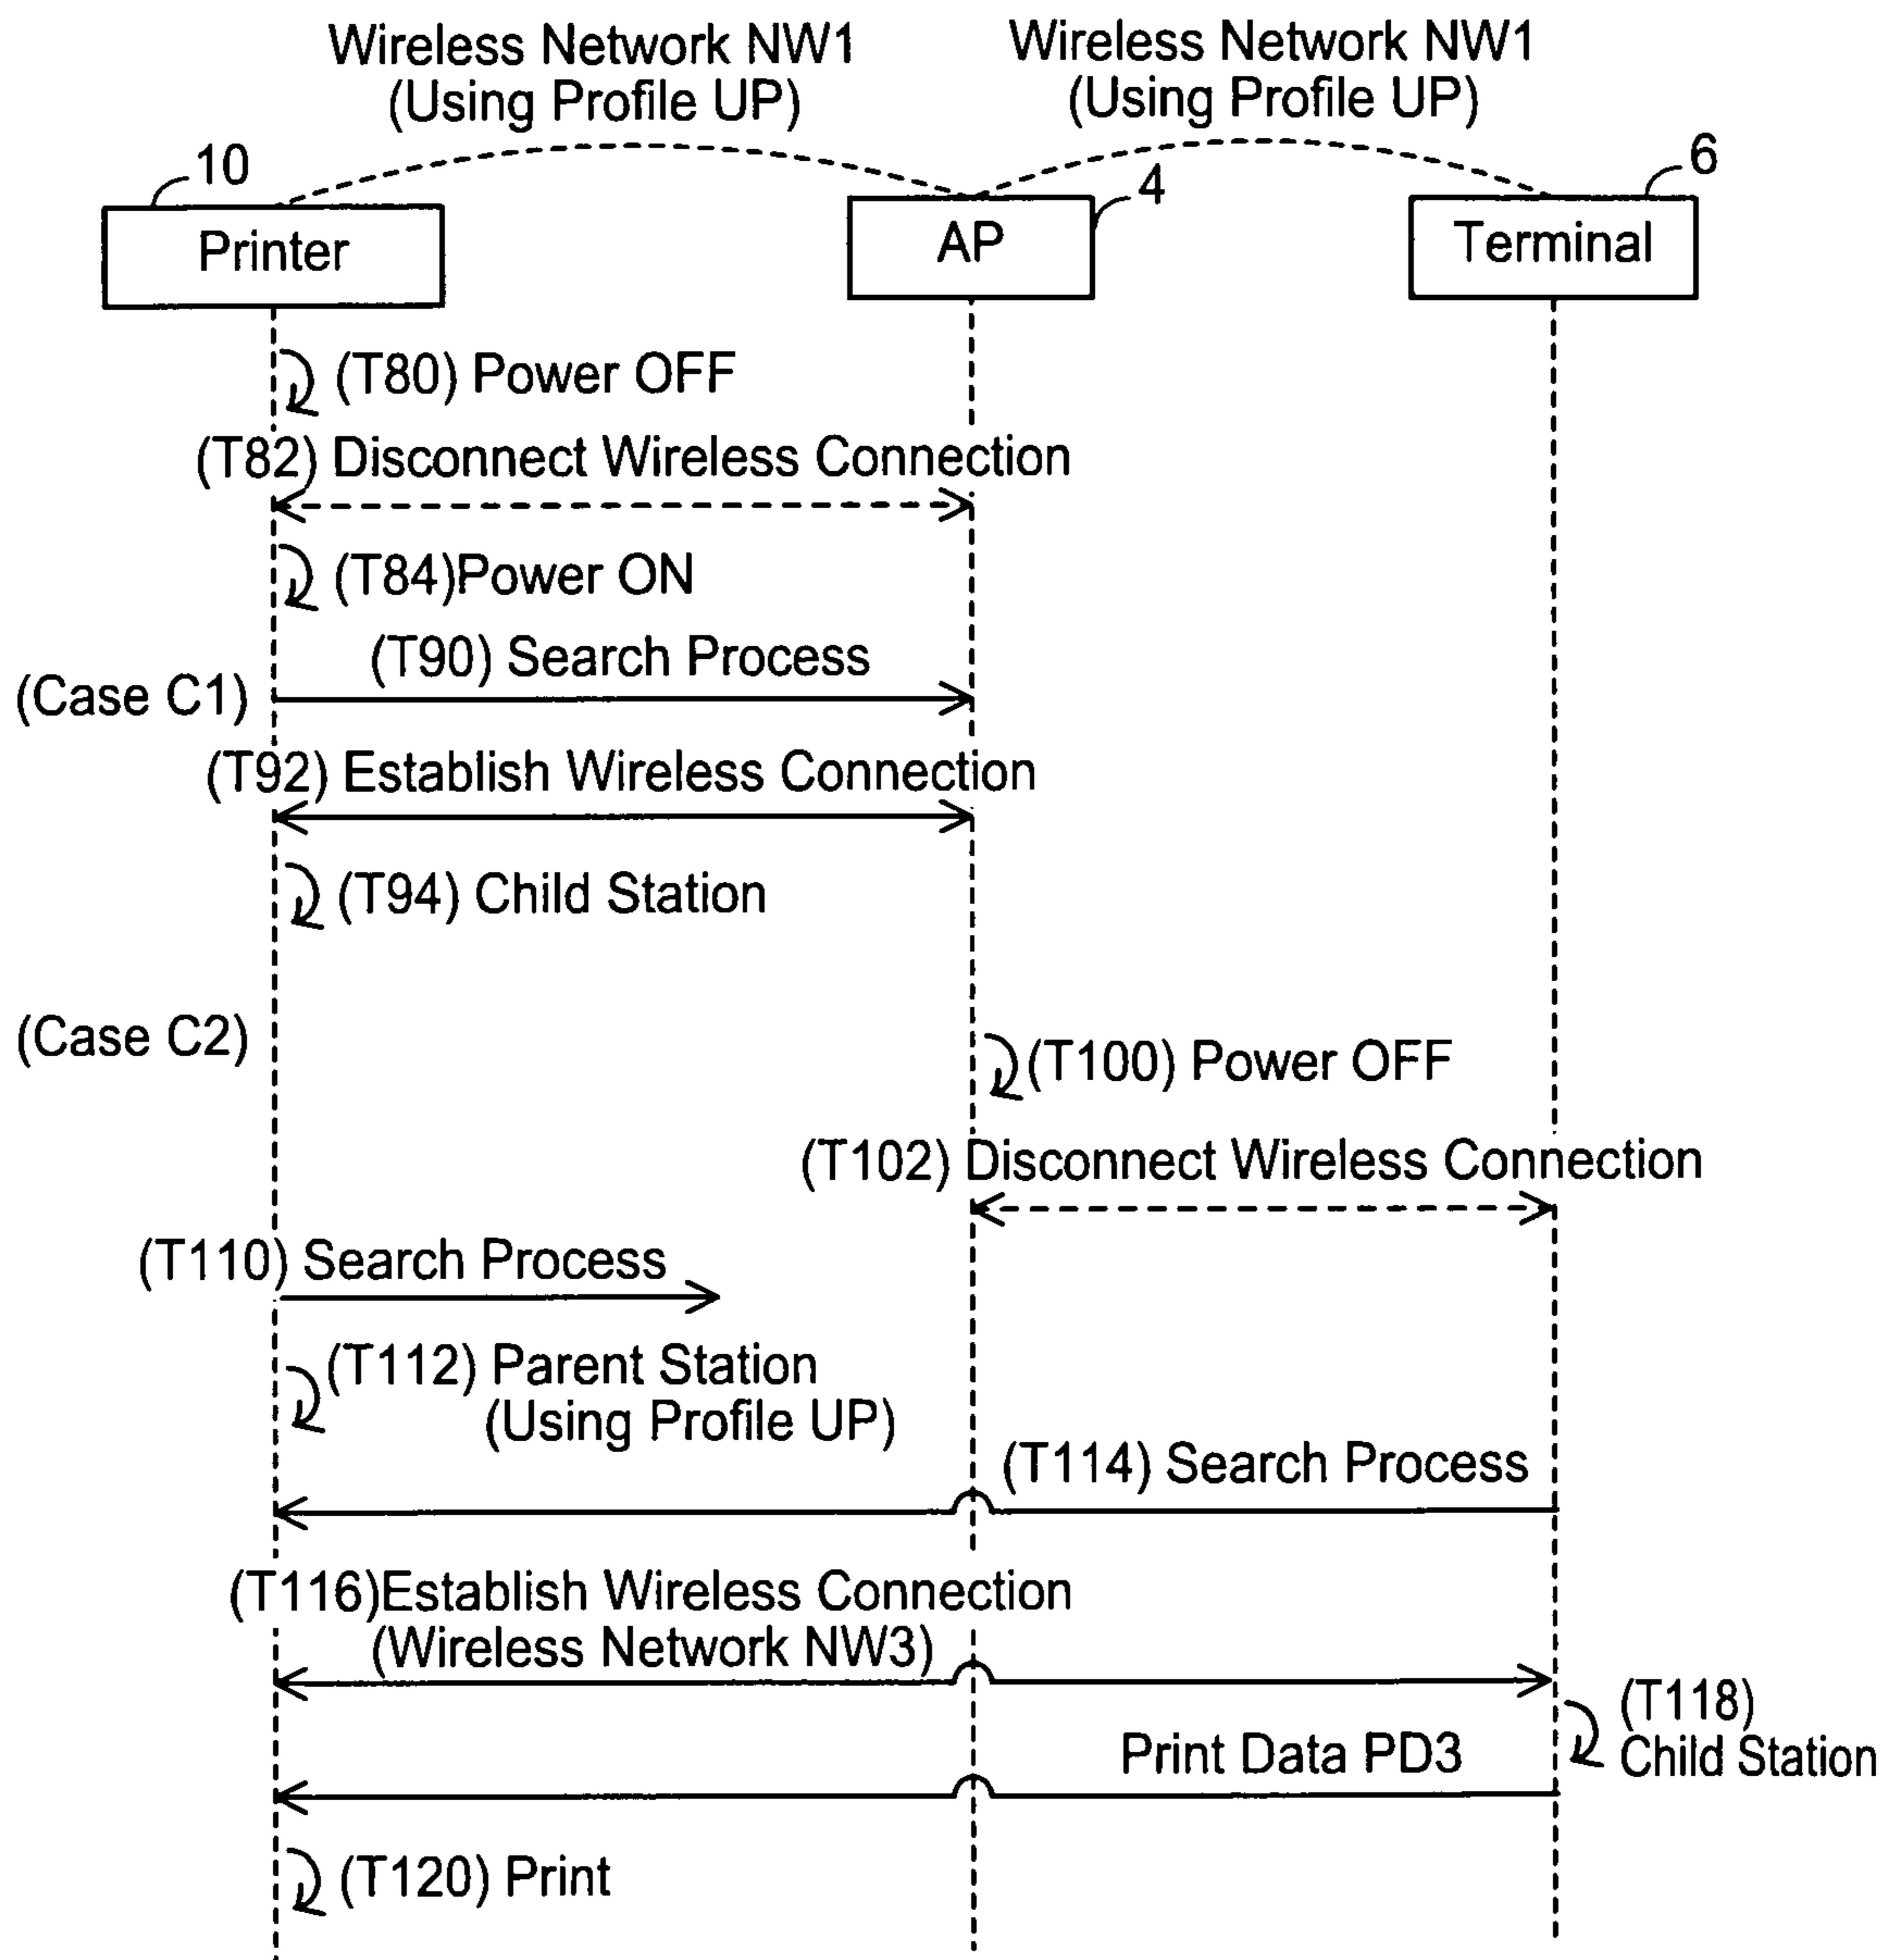 Wireless Network NW1
(Using Profile UP)
Wireless Network NW1
(Using Profile UP)
10
4
6
Printer
AP
Terminal
(T80) Power OFF
(T82) Disconnect Wireless Connection
(T84)Power ON
(T90) Search Process
(Case C1)
(T92) Establish Wireless Connection
(T94) Child Station
(Case C2)
(T100) Power OFF
(T102) Disconnect Wireless Connection
(T110) Search Process
(T112) Parent Station
(Using Profile UP)
(T114) Search Process
(T116)Establish Wireless Connection
(Wireless Network NW3)
(T118)
Child Station
Print Data PD3
(T120) Print